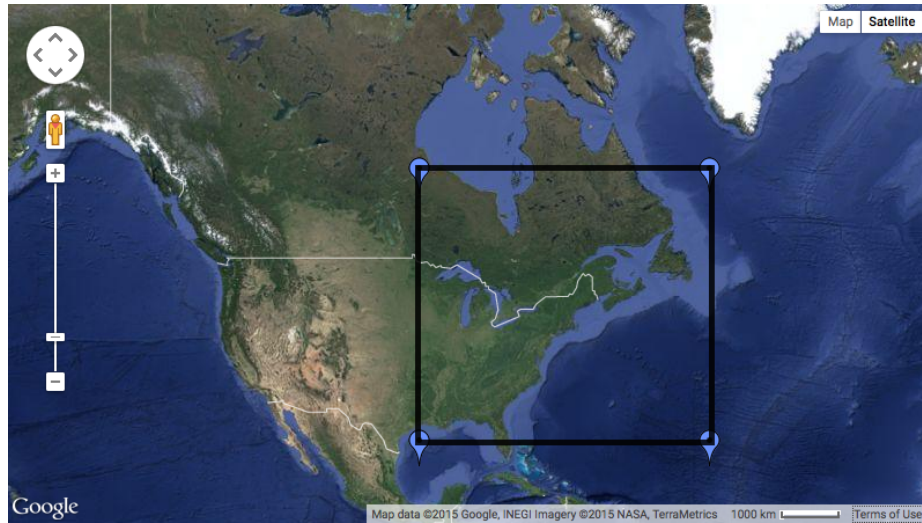 Map Satellite
+
−
Google
Map data ©2015 Google, INEGI Imagery ©2015 NASA, TerraMetrics 1000 km Terms of Use